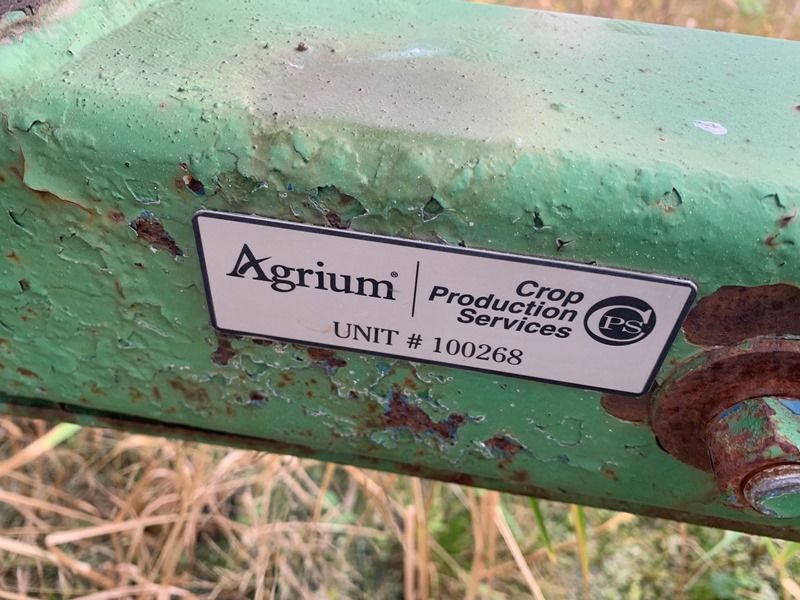 Agrium®
Crop
Production
Services
CPS
UNIT # 100268